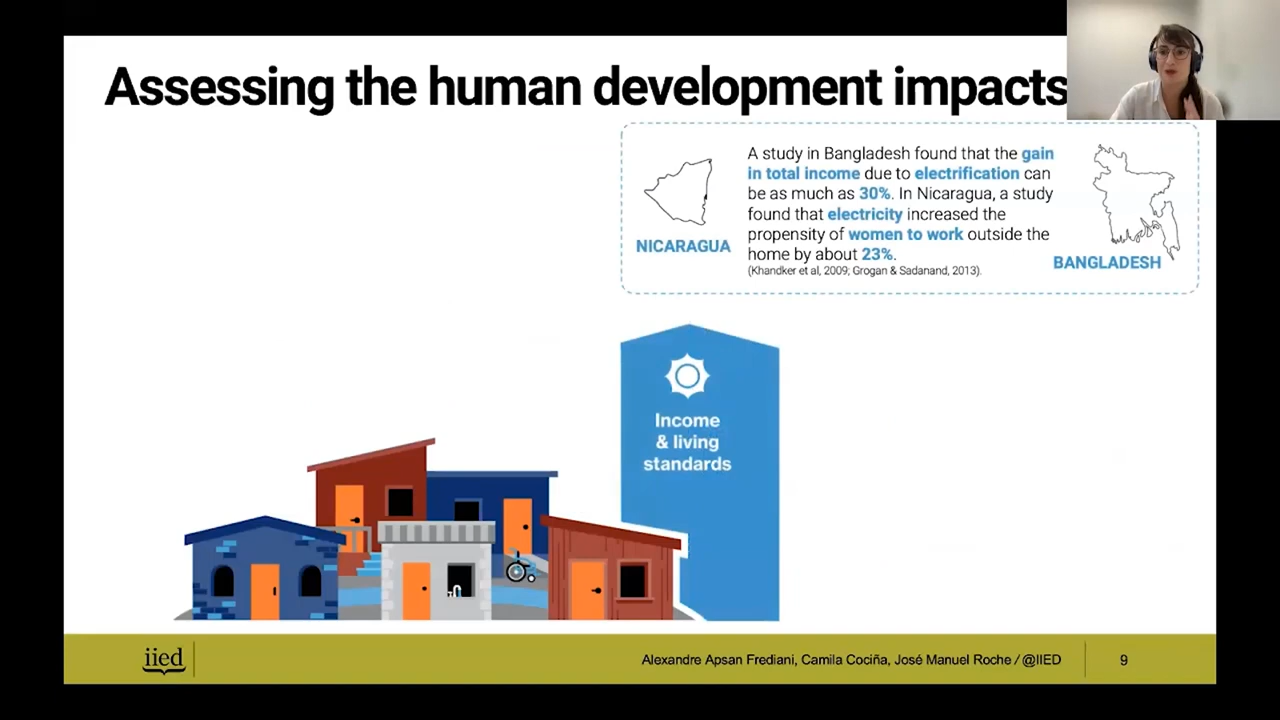 Assessing the human development impacts
A study in Bangladesh found that the gain
in total income due to electrification can
be as much as 30%. In Nicaragua, a study
found that electricity increased the
propensity of women to work outside the
home by about 23%.
(Khandker et al, 2009; Grogan & Sadanand, 2013).
NICARAGUA
BANGLADESH
Income
& living
standards
iied
Alexandre Apsan Frediani, Camila Cociña, José Manuel Roche / @IIED
9